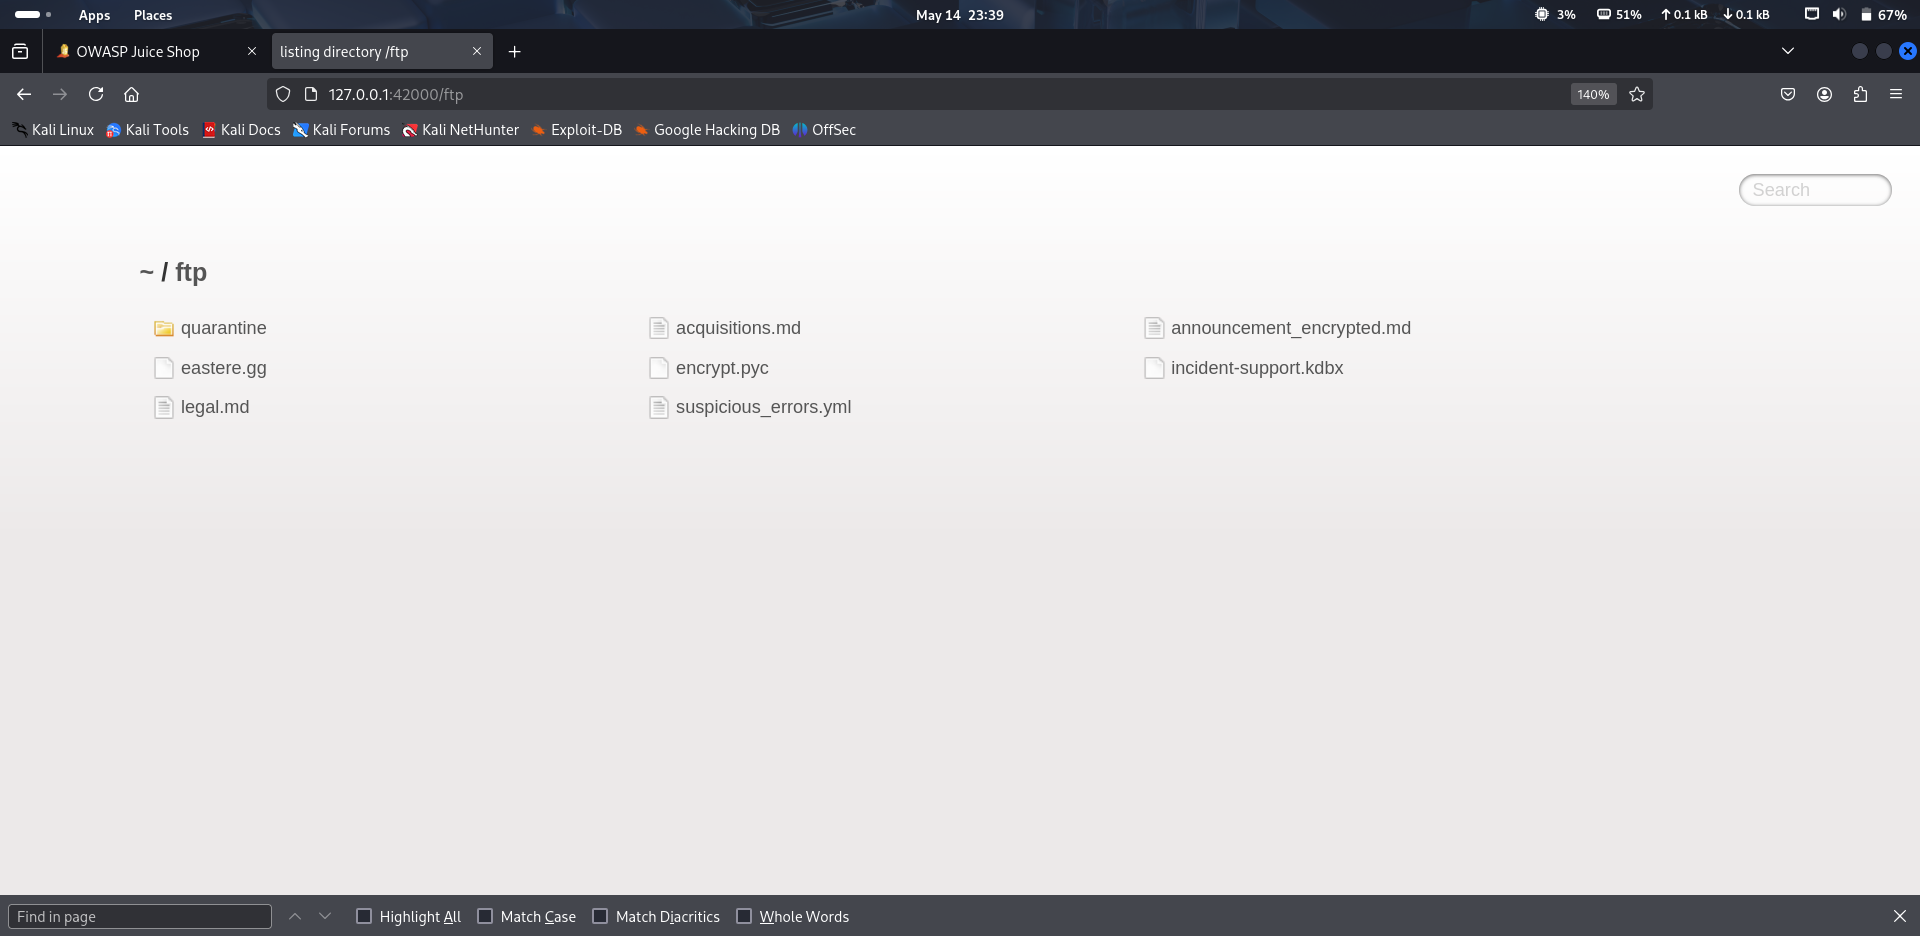 Apps Places May 14 23:39 3% 51% 0.1 kB 0.1 kB 67%
OWASP Juice Shop listing directory /ftp
127.0.0.1:42000/ftp 140%
Kali Linux Kali Tools Kali Docs Kali Forums Kali NetHunter Exploit-DB Google Hacking DB OffSec
Search
~ / ftp
quarantine acquisitions.md announcement_encrypted.md
eastere.gg encrypt.pyc incident-support.kdbx
legal.md suspicious_errors.yml
Find in page Highlight All Match Case Match Diacritics Whole Words